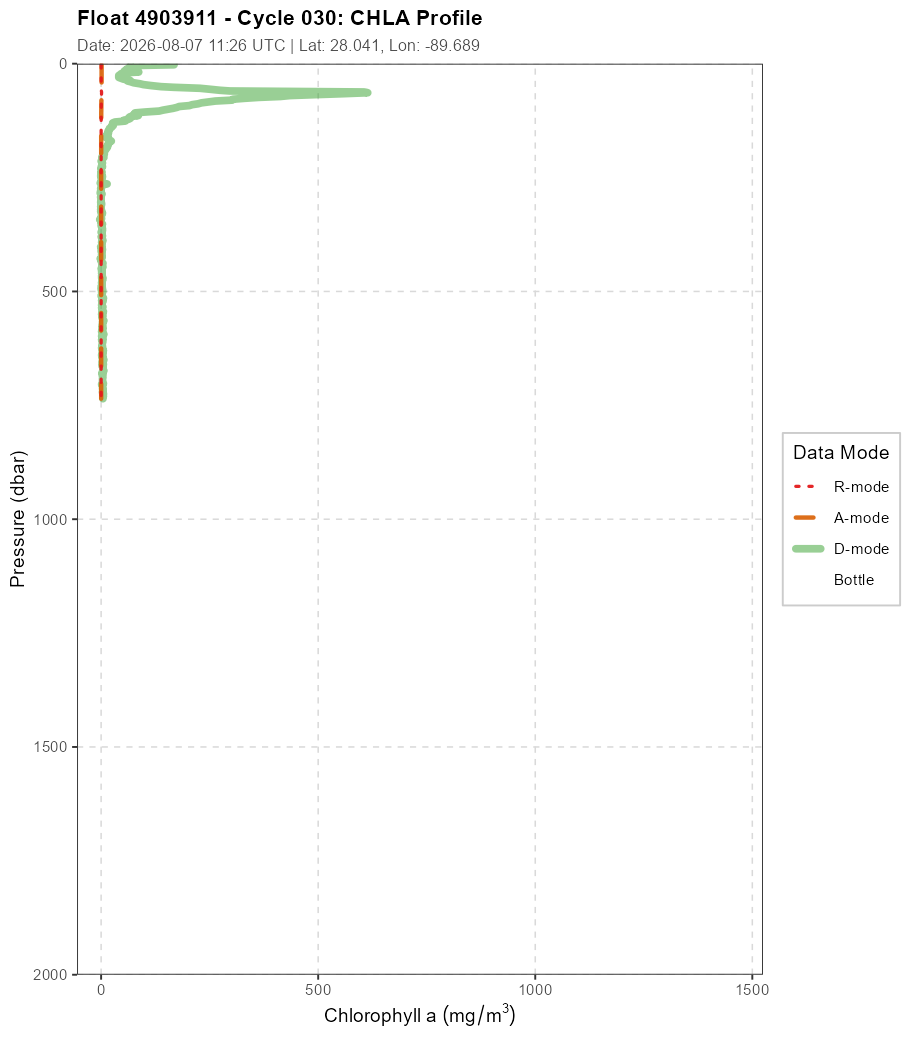 Float 4903911 - Cycle 030: CHLA Profile
Date: 2026-08-07 11:26 UTC | Lat: 28.041, Lon: -89.689
0
500
1000
1500
2000
Pressure (dbar)
0 500 1000 1500
Chlorophyll a (mg/m³)
Data Mode
R-mode
A-mode
D-mode
Bottle